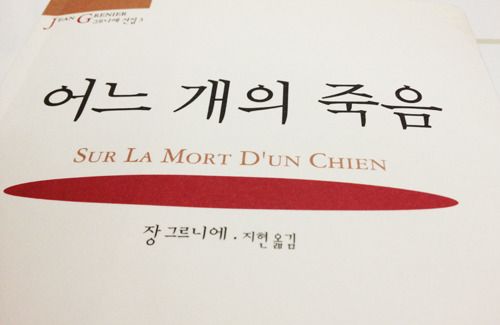 JEAN GRENIER
그르니에 선집 3
어느 개의 죽음
SUR LA MORT D'UN CHIEN
장 그르니에 · 지현 옮김